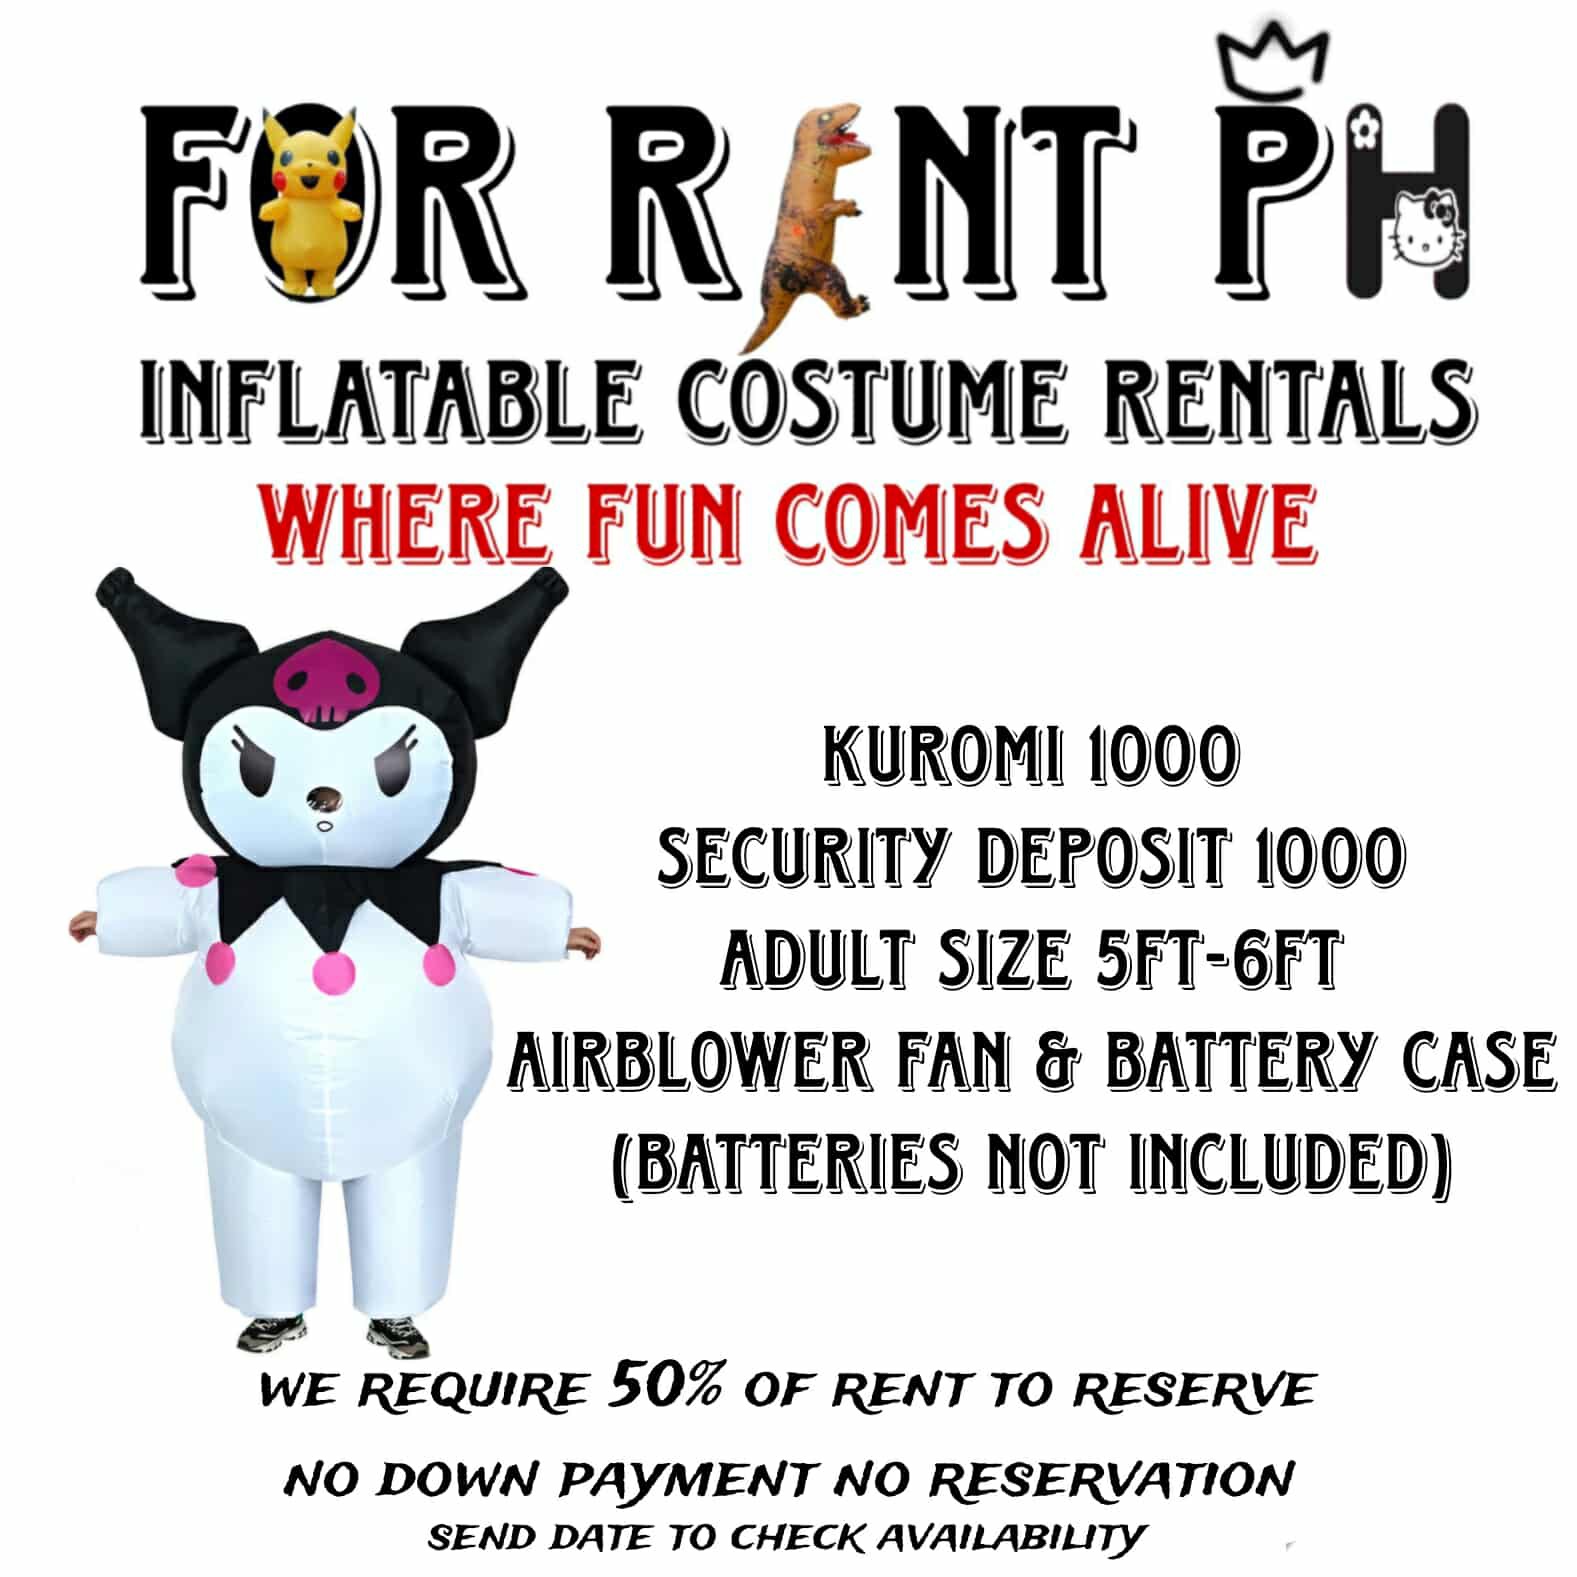 FOR RENT PH
INFLATABLE COSTUME RENTALS
WHERE FUN COMES ALIVE
KUROMI 1000
SECURITY DEPOSIT 1000
ADULT SIZE 5FT-6FT
AIRBLOWER FAN & BATTERY CASE
(BATTERIES NOT INCLUDED)
WE REQUIRE 50% OF RENT TO RESERVE
NO DOWN PAYMENT NO RESERVATION
SEND DATE TO CHECK AVAILABILITY